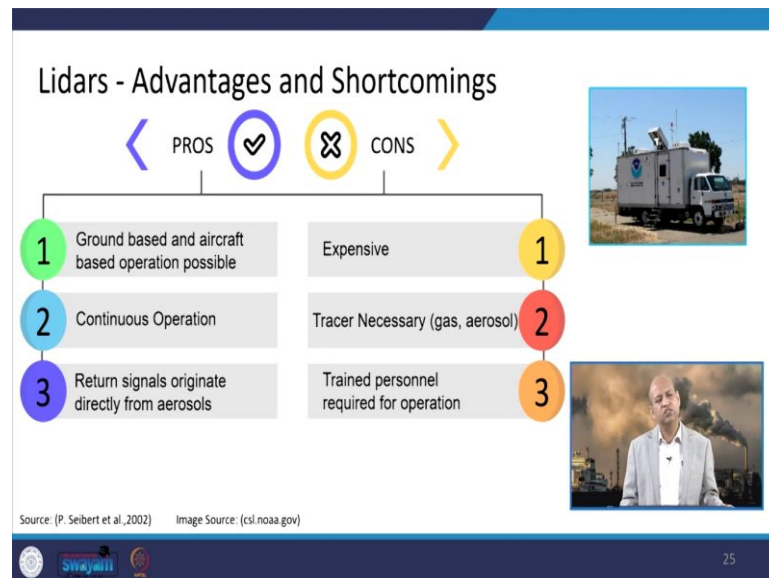 Lidars - Advantages and Shortcomings
PROS
CONS
1
Ground based and aircraft
based operation possible
Expensive
1
2
Continuous Operation
Tracer Necessary (gas, aerosol)
2
3
Return signals originate
directly from aerosols
Trained personnel
required for operation
3
Source: (P. Seibert et al.,2002)
Image Source: (csl.noaa.gov)
swayam
25